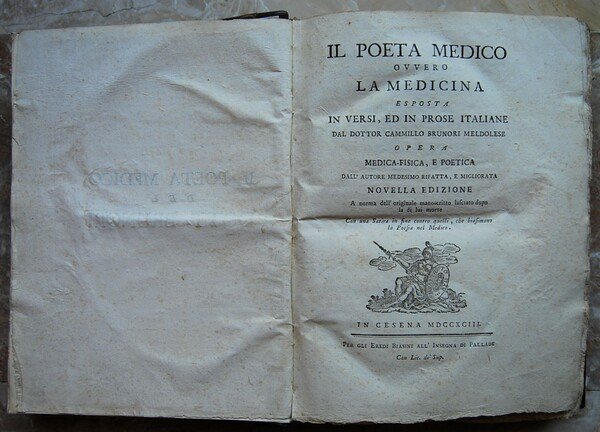 IL POETA MEDICO
OVVERO
LA MEDICINA
ESPOSTA
IN VERSI, ED IN PROSE ITALIANE
DAL DOTTOR CAMMILLO BRUNORI MELDOLESE
OPERA
MEDICA-FISICA, E POETICA
DALL' AUTORE MEDESIMO RIFATTA, E MIGLIORATA
NOVELLA EDIZIONE
A norma dell' originale manoscritto lasciato dopo
la di lui morte
Con una Satira in fine contro quelli, che biasimano
la Poesia nel Medico.
IN CESENA MDCCXCIII.
PER GLI EREDI BIASINI ALL' INSEGNA DI PALLADE
Con Lic. de' Sup.